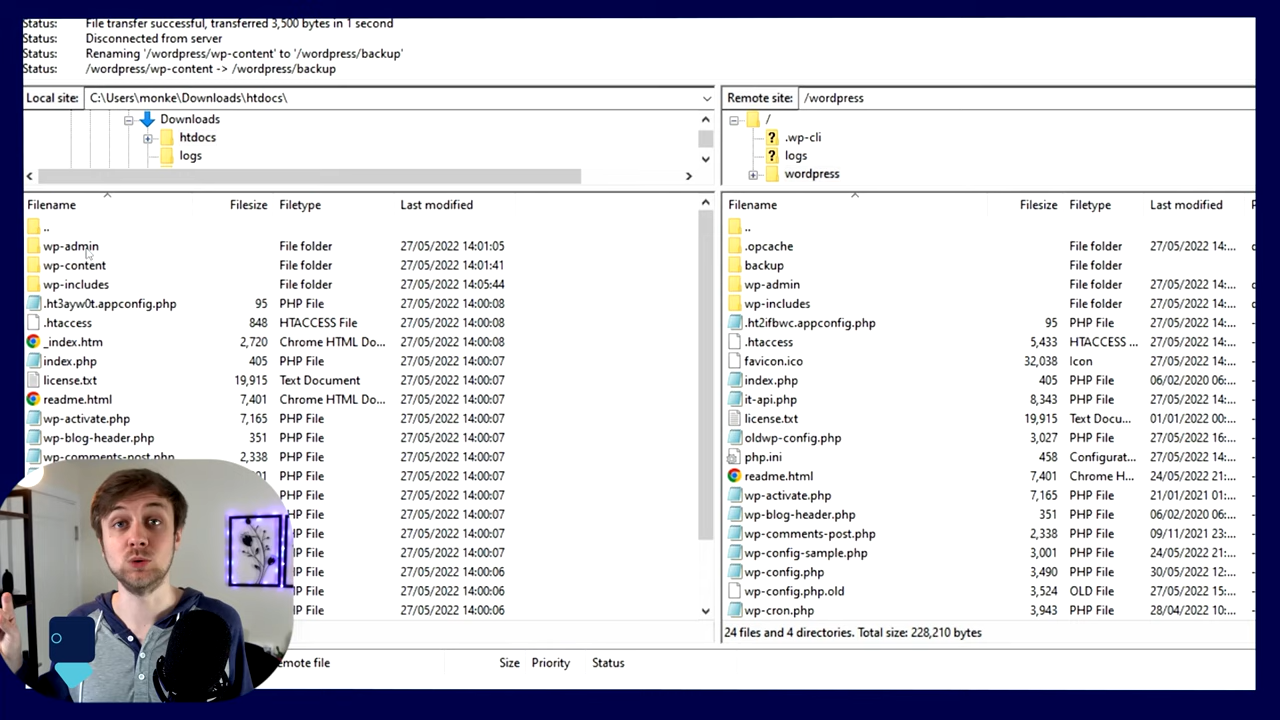 Status: File transfer successful, transferred 3,500 bytes in 1 second
Status: Disconnected from server
Status: Renaming '/wordpress/wp-content' to '/wordpress/backup'
Status: /wordpress/wp-content -> /wordpress/backup
Local site: C:\Users\monke\Downloads\htdocs\
Downloads
htdocs
logs
Filename Filesize Filetype Last modified
..
wp-admin File folder 27/05/2022 14:01:05
wp-content File folder 27/05/2022 14:01:41
wp-includes File folder 27/05/2022 14:05:44
.ht3ayw0t.appconfig.php 95 PHP File 27/05/2022 14:00:08
.htaccess 848 HTACCESS File 27/05/2022 14:00:08
_index.htm 2,720 Chrome HTML Do... 27/05/2022 14:00:08
index.php 405 PHP File 27/05/2022 14:00:07
license.txt 19,915 Text Document 27/05/2022 14:00:07
readme.html 7,401 Chrome HTML Do... 27/05/2022 14:00:07
wp-activate.php 7,165 PHP File 27/05/2022 14:00:07
wp-blog-header.php 351 PHP File 27/05/2022 14:00:07
wp-comments-post.php 2,338 PHP File 27/05/2022 14:00:07
PHP File 27/05/2022 14:00:07
PHP File 27/05/2022 14:00:07
27/05/2022 14:00:07
27/05/2022 14:00:07
27/05/2022 14:00:07
27/05/2022 14:00:06
27/05/2022 14:00:06
Remote site: /wordpress
/
.wp-cli
logs
wordpress
Filename Filesize Filetype Last modified
..
.opcache File folder 27/05/2022 14:...
backup File folder
wp-admin File folder 27/05/2022 14:...
wp-includes File folder 27/05/2022 14:...
.ht2ifbwc.appconfig.php 95 PHP File 27/05/2022 14:...
.htaccess 5,433 HTACCESS ... 27/05/2022 14:...
favicon.ico 32,038 Icon 27/05/2022 14:...
index.php 405 PHP File 06/02/2020 06:...
it-api.php 8,343 PHP File 27/05/2022 14:...
license.txt 19,915 Text Docu... 01/01/2022 00:...
oldwp-config.php 3,027 PHP File 27/05/2022 16:...
php.ini 458 Configurat... 27/05/2022 14:...
readme.html 7,401 Chrome H... 24/05/2022 21:...
wp-activate.php 7,165 PHP File 21/01/2021 01:...
wp-blog-header.php 351 PHP File 06/02/2020 06:...
wp-comments-post.php 2,338 PHP File 09/11/2021 23:...
wp-config-sample.php 3,001 PHP File 24/05/2022 21:...
wp-config.php 3,490 PHP File 30/05/2022 12:...
wp-config.php.old 3,524 OLD File 27/05/2022 15:...
wp-cron.php 3,943 PHP File 28/04/2022 10:...
24 files and 4 directories. Total size: 228,210 bytes
file Size Priority Status